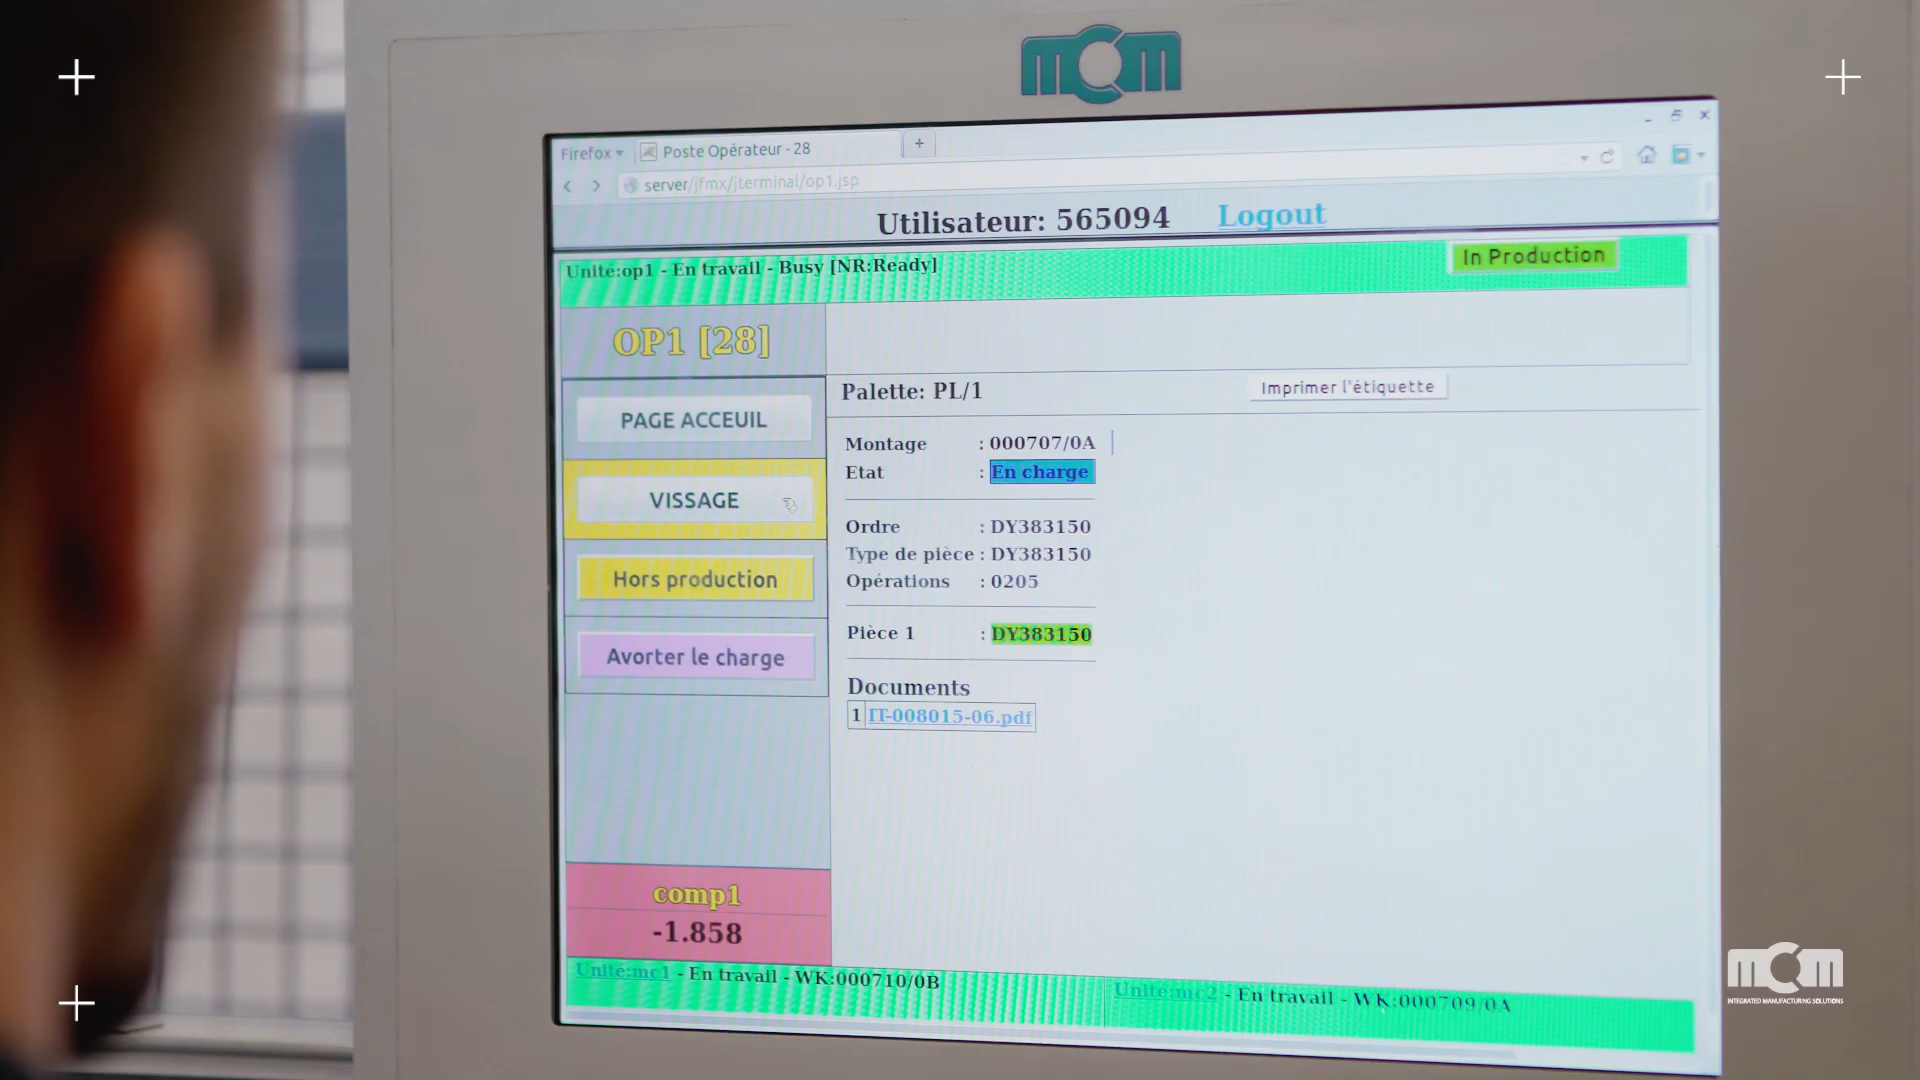 mcm
Firefox
Poste Opérateur - 28
server/jfmx/jterminal/op1.jsp
Utilisateur: 565094 Logout
Unité:op1 - En travail - Busy [NR:Ready]
In Production
OP1 [28]
PAGE ACCEUIL
VISSAGE
Hors production
Avorter le charge
Palette: PL/1
Imprimer l'étiquette
Montage : 000707/0A
Etat : En charge
Ordre : DY383150
Type de pièce : DY383150
Opérations : 0205
Pièce 1 : DY383150
Documents
1 IT-008015-06.pdf
comp1
-1.858
Unité:mc1 - En travail - WK:000710/0B
Unité:mc2 - En travail - WK:000709/0A
mcm
INTEGRATED MANUFACTURING SOLUTIONS